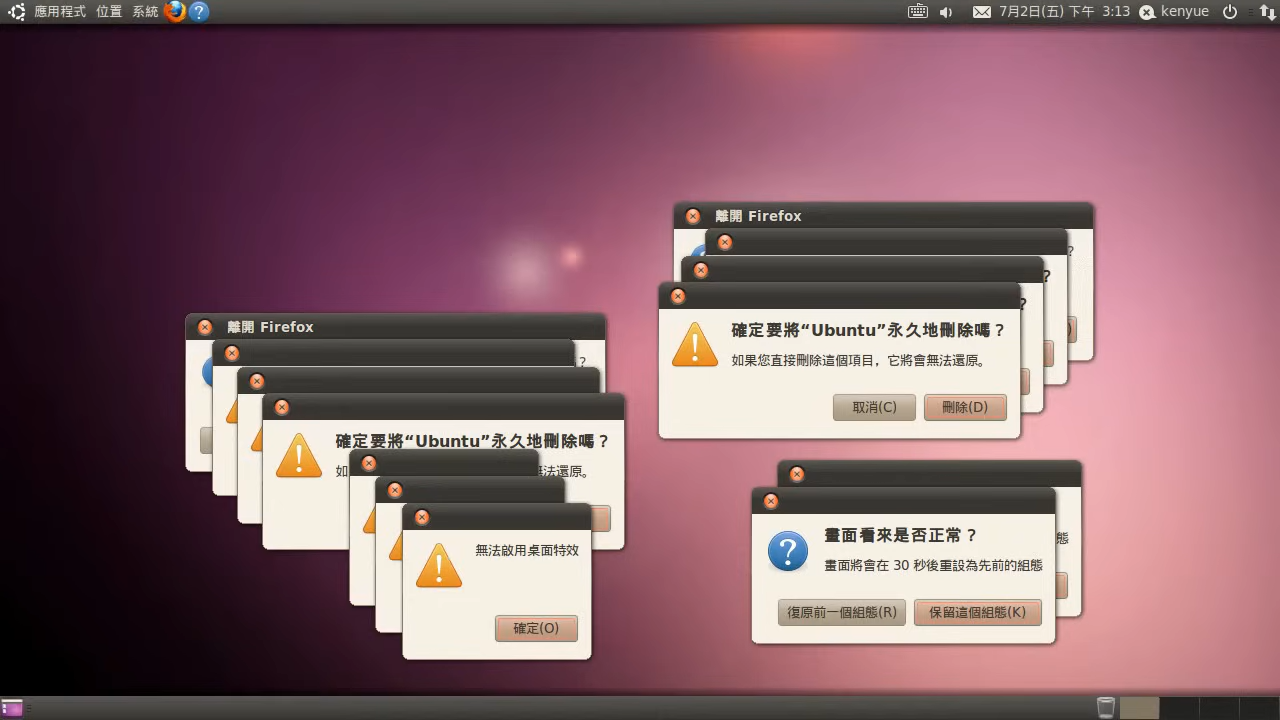 應用程式 位置 系統
7月2日(五) 下午 3:13 kenyue
離開 Firefox
?
?
?
確定要將“Ubuntu”永久地刪除嗎？
如果您直接刪除這個項目，它將會無法還原。
取消(C) 刪除(D)
離開 Firefox
?
確定要將“Ubuntu”永久地刪除嗎？
如 無法還原。
無法啟用桌面特效
確定(O)
態
畫面看來是否正常？
畫面將會在 30 秒後重設為先前的組態
復原前一個組態(R) 保留這個組態(K)